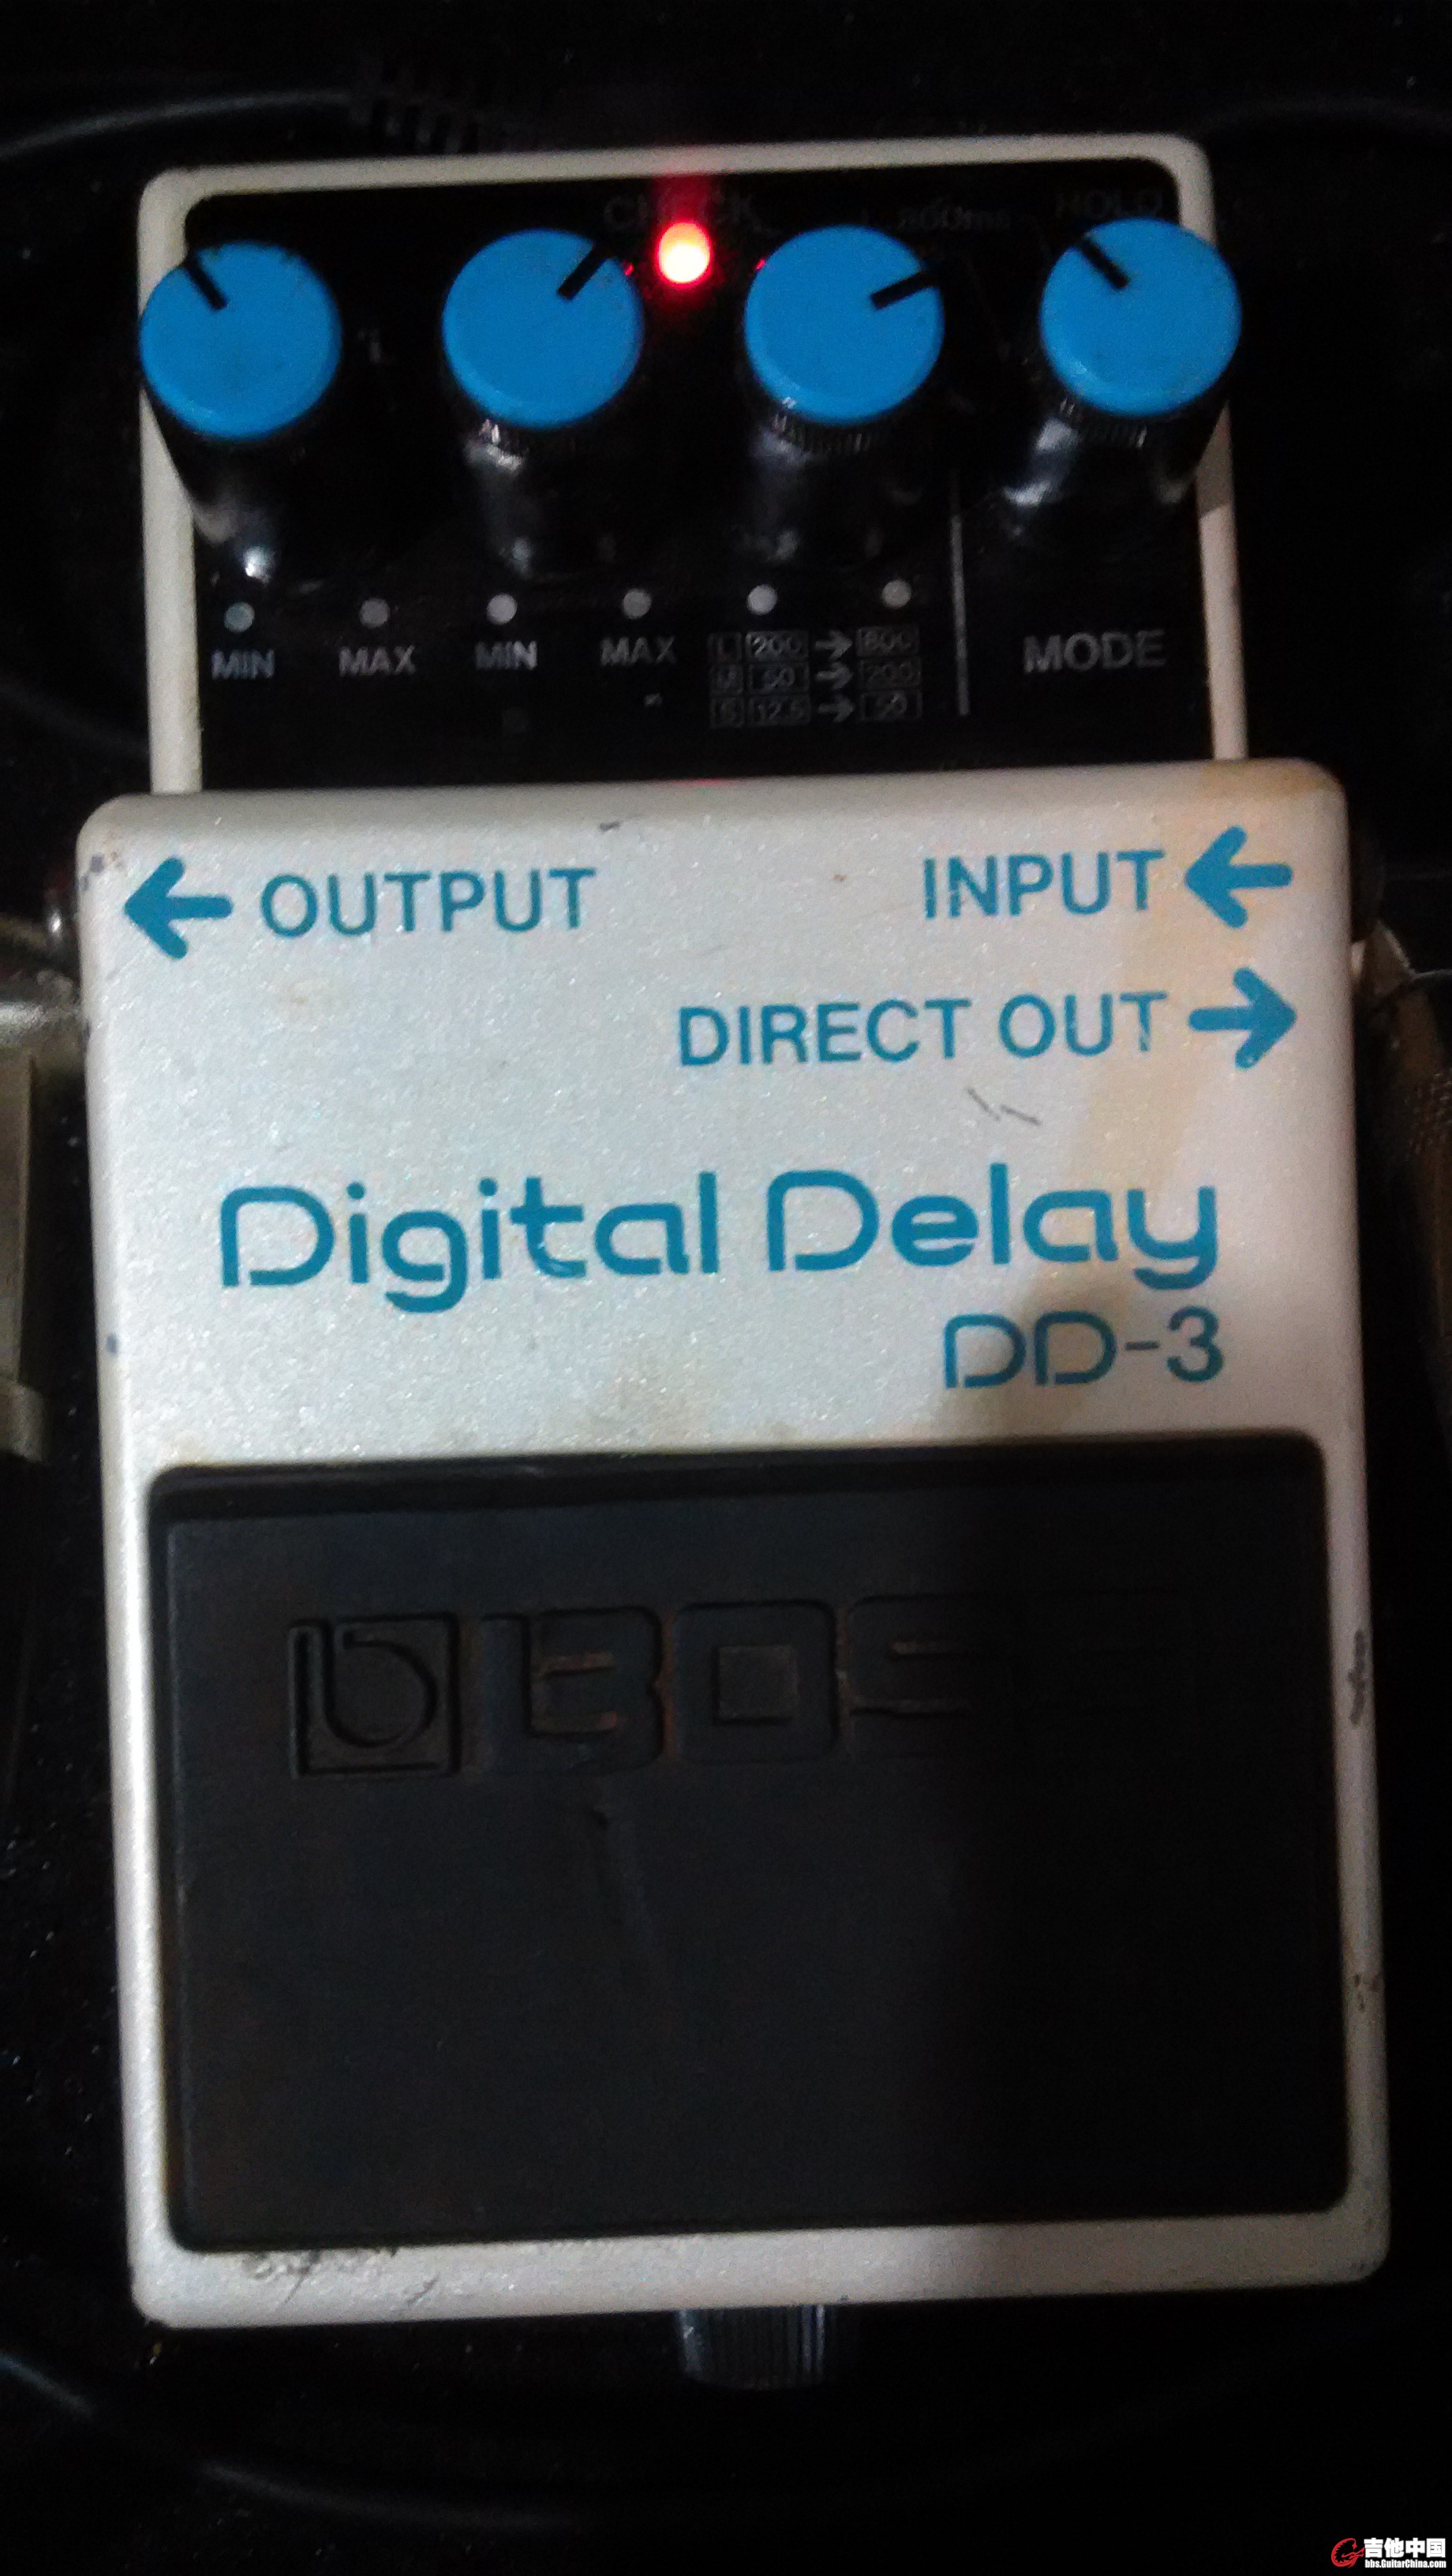 CHECK
800ms
HOLD
MIN MAX MIN MAX
L 200 → 800
M 50 → 200
S 12.5 → 50
MODE
← OUTPUT
INPUT ←
DIRECT OUT →
Digital Delay
DD-3
BOSS
吉他中国
bbs.GuitarChina.com